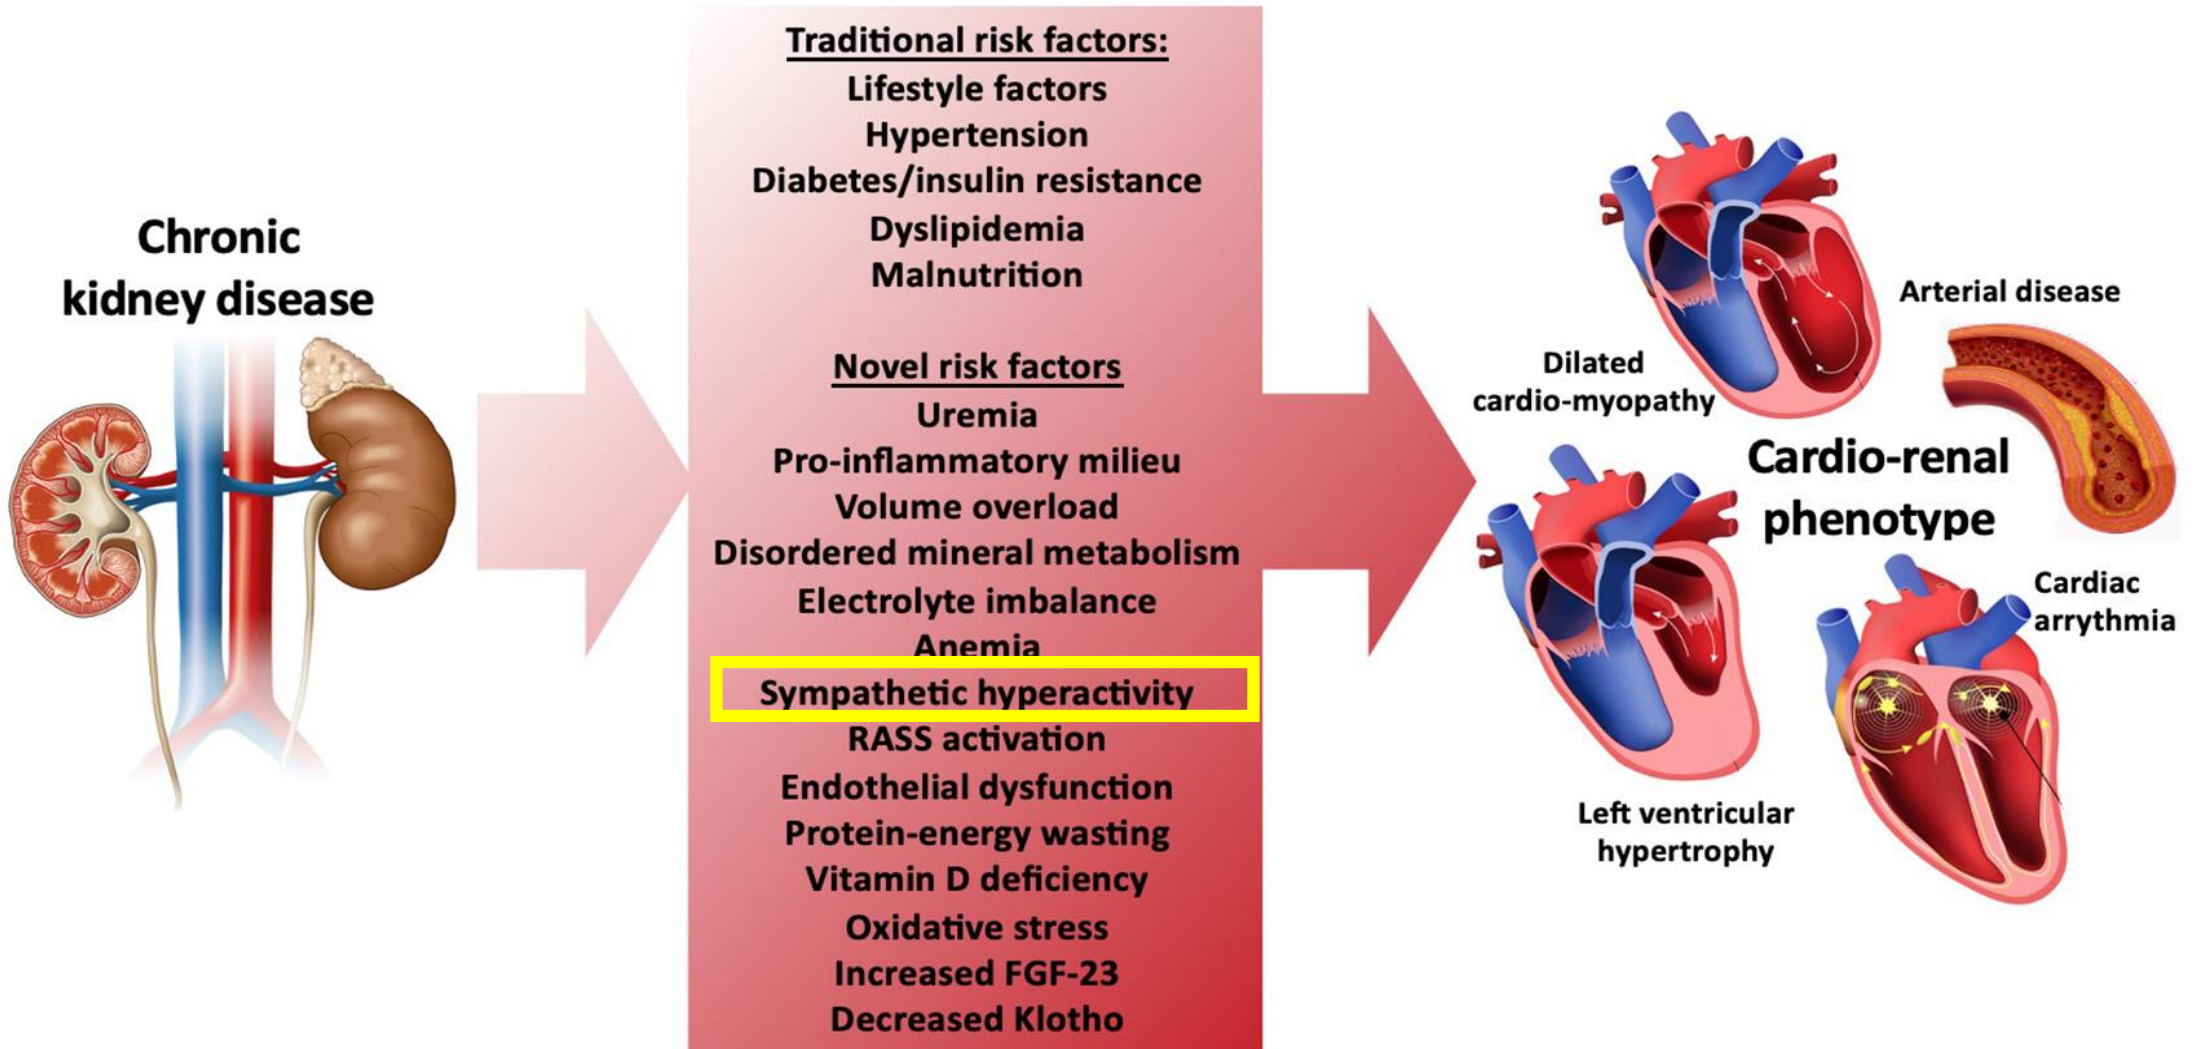 Chronic
kidney disease
Traditional risk factors:
Lifestyle factors
Hypertension
Diabetes/insulin resistance
Dyslipidemia
Malnutrition
Novel risk factors
Uremia
Pro-inflammatory milieu
Volume overload
Disordered mineral metabolism
Electrolyte imbalance
Anemia
Sympathetic hyperactivity
RASS activation
Endothelial dysfunction
Protein-energy wasting
Vitamin D deficiency
Oxidative stress
Increased FGF-23
Decreased Klotho
Arterial disease
Dilated
cardio-myopathy
Cardio-renal
phenotype
Cardiac
arrythmia
Left ventricular
hypertrophy